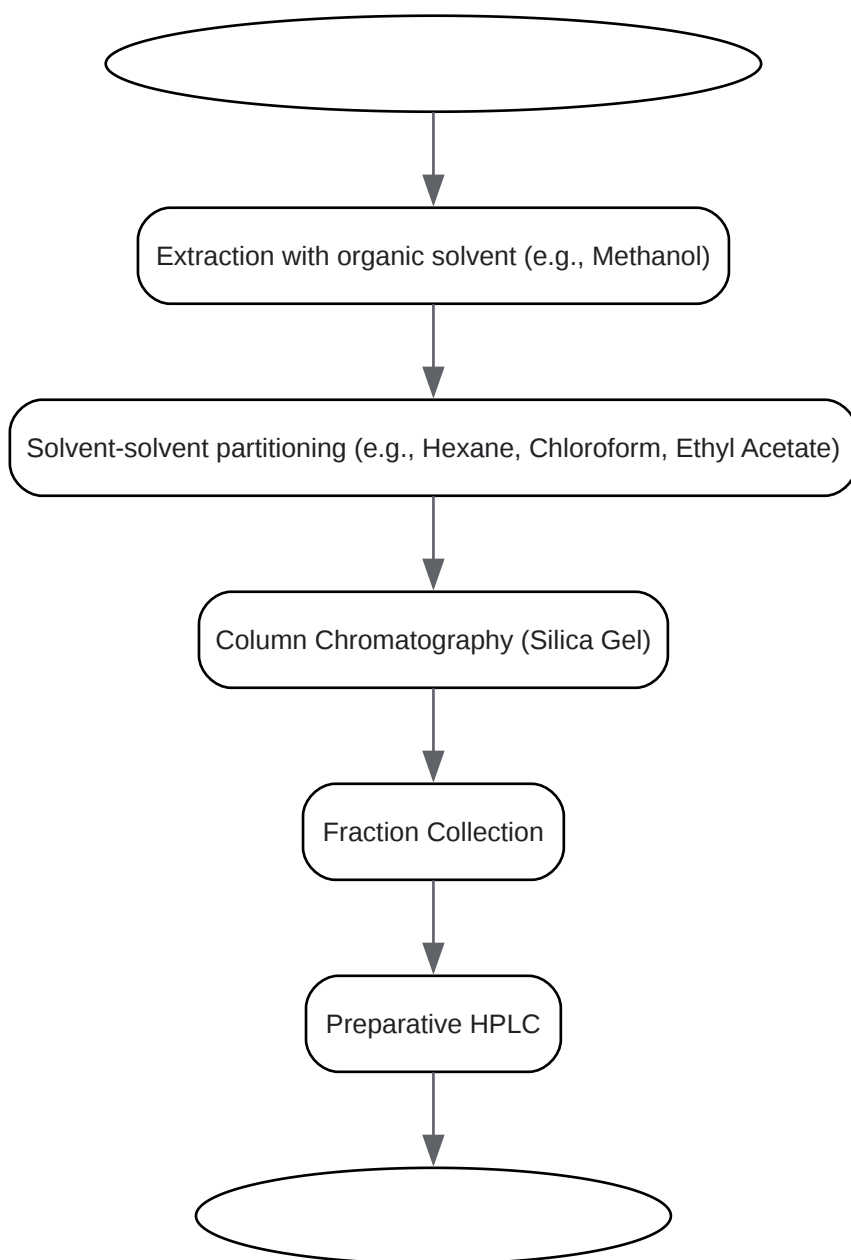 Extraction with organic solvent (e.g., Methanol)
Solvent-solvent partitioning (e.g., Hexane, Chloroform, Ethyl Acetate)
Column Chromatography (Silica Gel)
Fraction Collection
Preparative HPLC